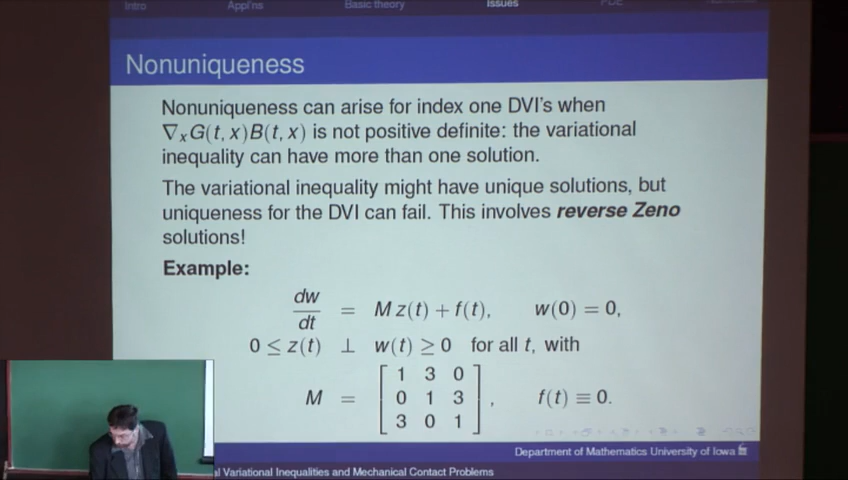 Intro Appl'ns Basic theory Issues PDE
Nonuniqueness
Nonuniqueness can arise for index one DVI's when
∇ₓG(t, x)B(t, x) is not positive definite: the variational
inequality can have more than one solution.
The variational inequality might have unique solutions, but
uniqueness for the DVI can fail. This involves reverse Zeno
solutions!
Example:
dw/dt = M z(t) + f(t), w(0) = 0,
0 ≤ z(t) ⊥ w(t) ≥ 0 for all t, with
M = [ 1 3 0
0 1 3
3 0 1 ], f(t) ≡ 0.
Department of Mathematics University of Iowa
al Variational Inequalities and Mechanical Contact Problems